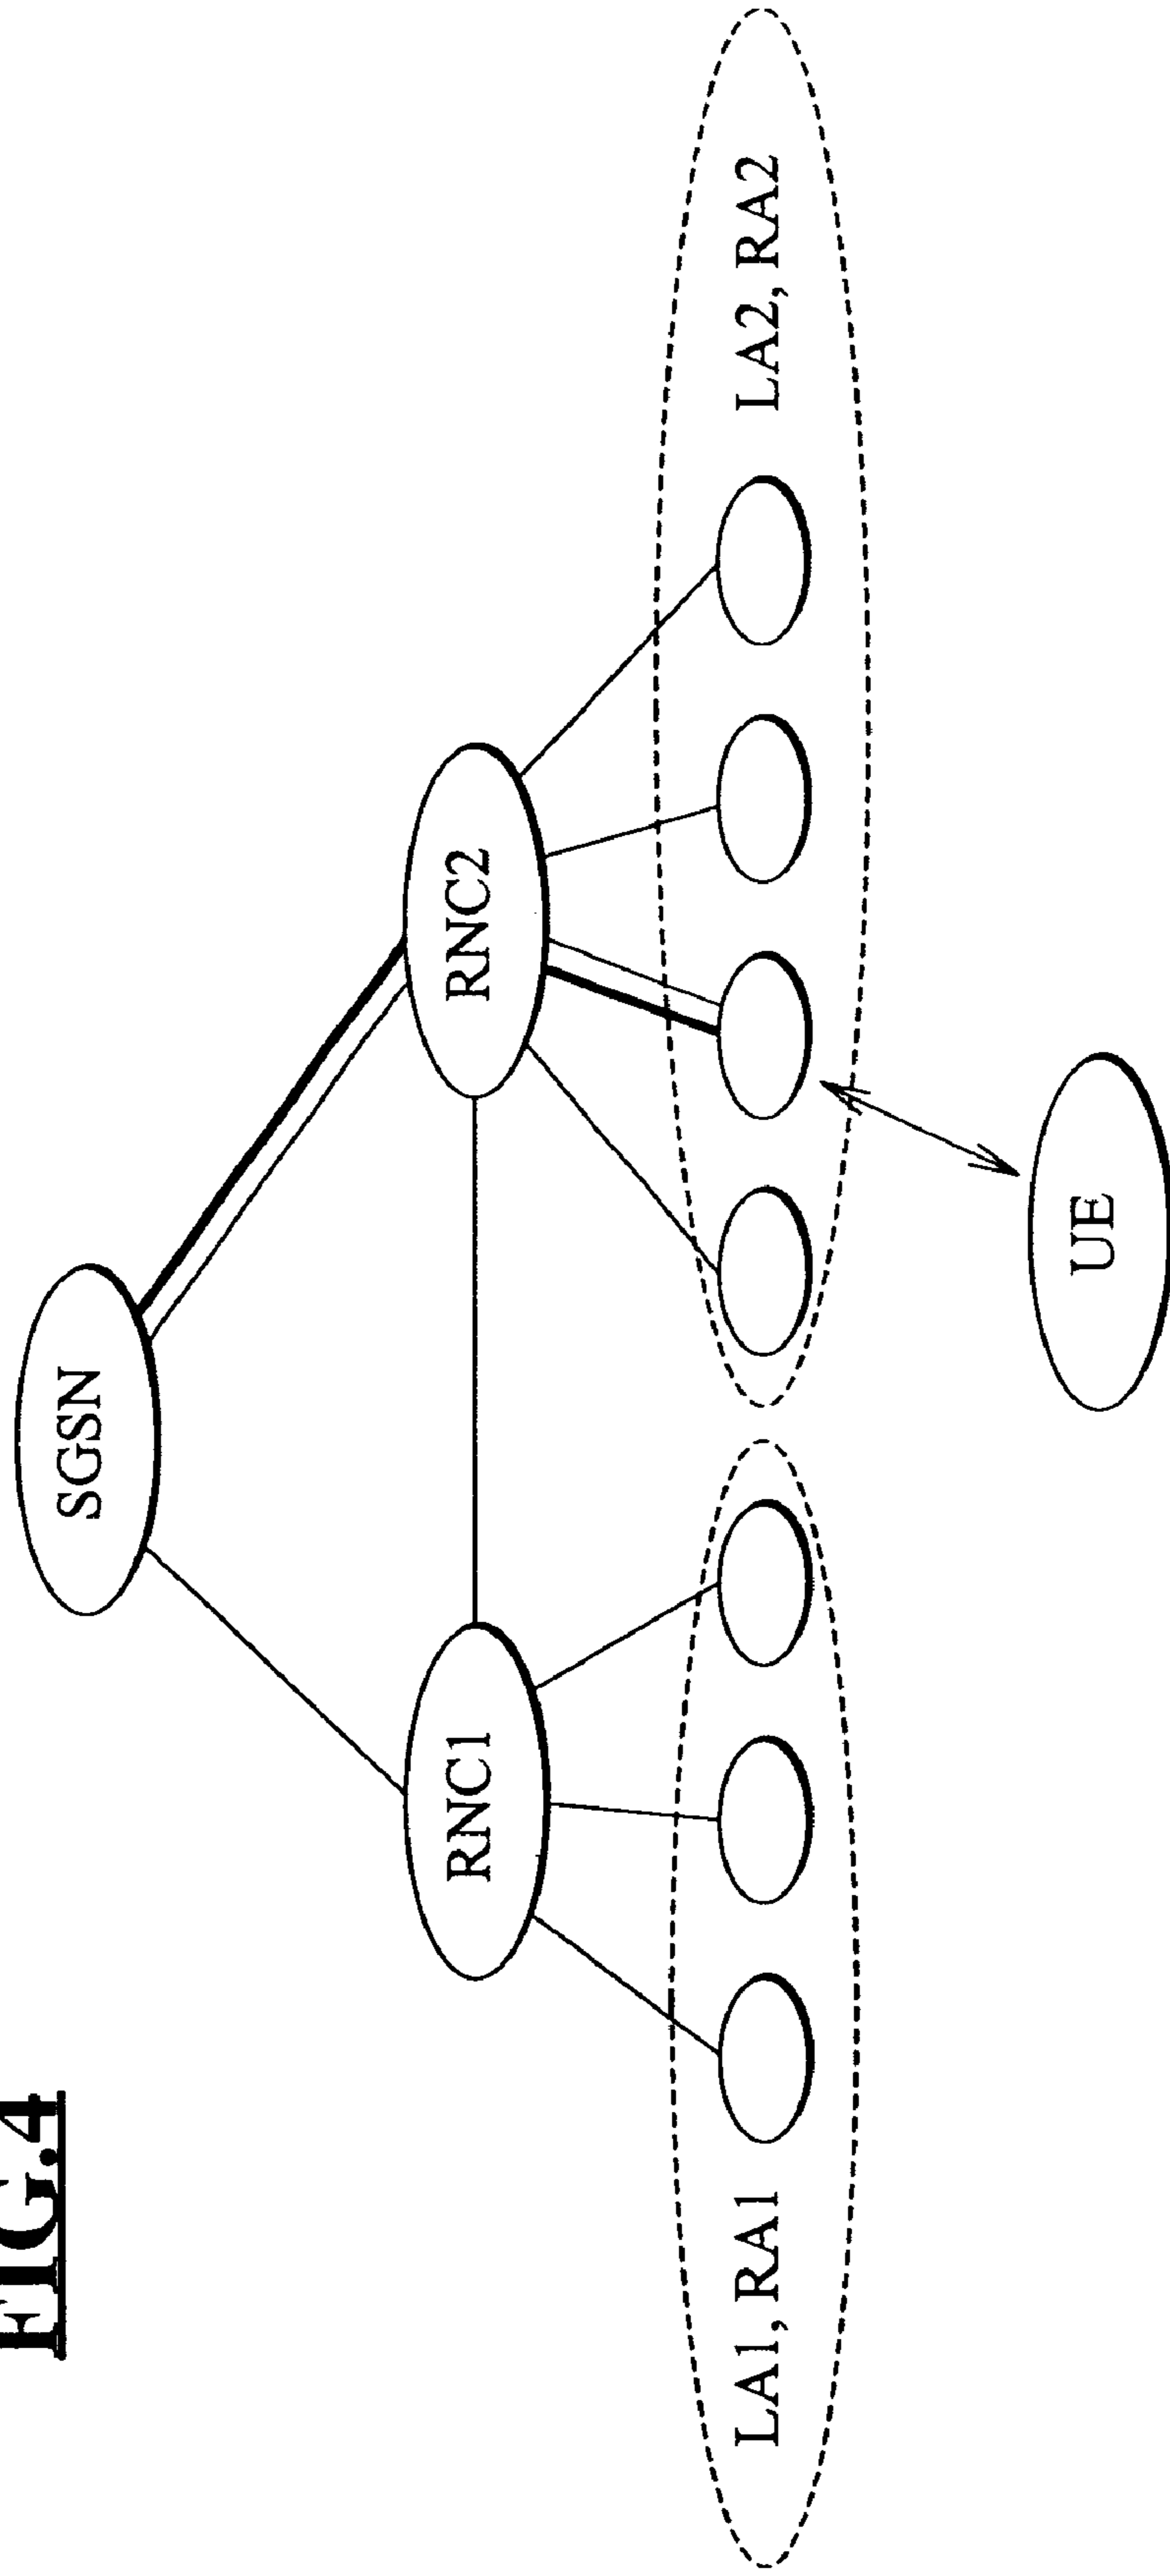 FIG.4
SGSN
RNC1
RNC2
LA1, RA1
LA2, RA2
UE